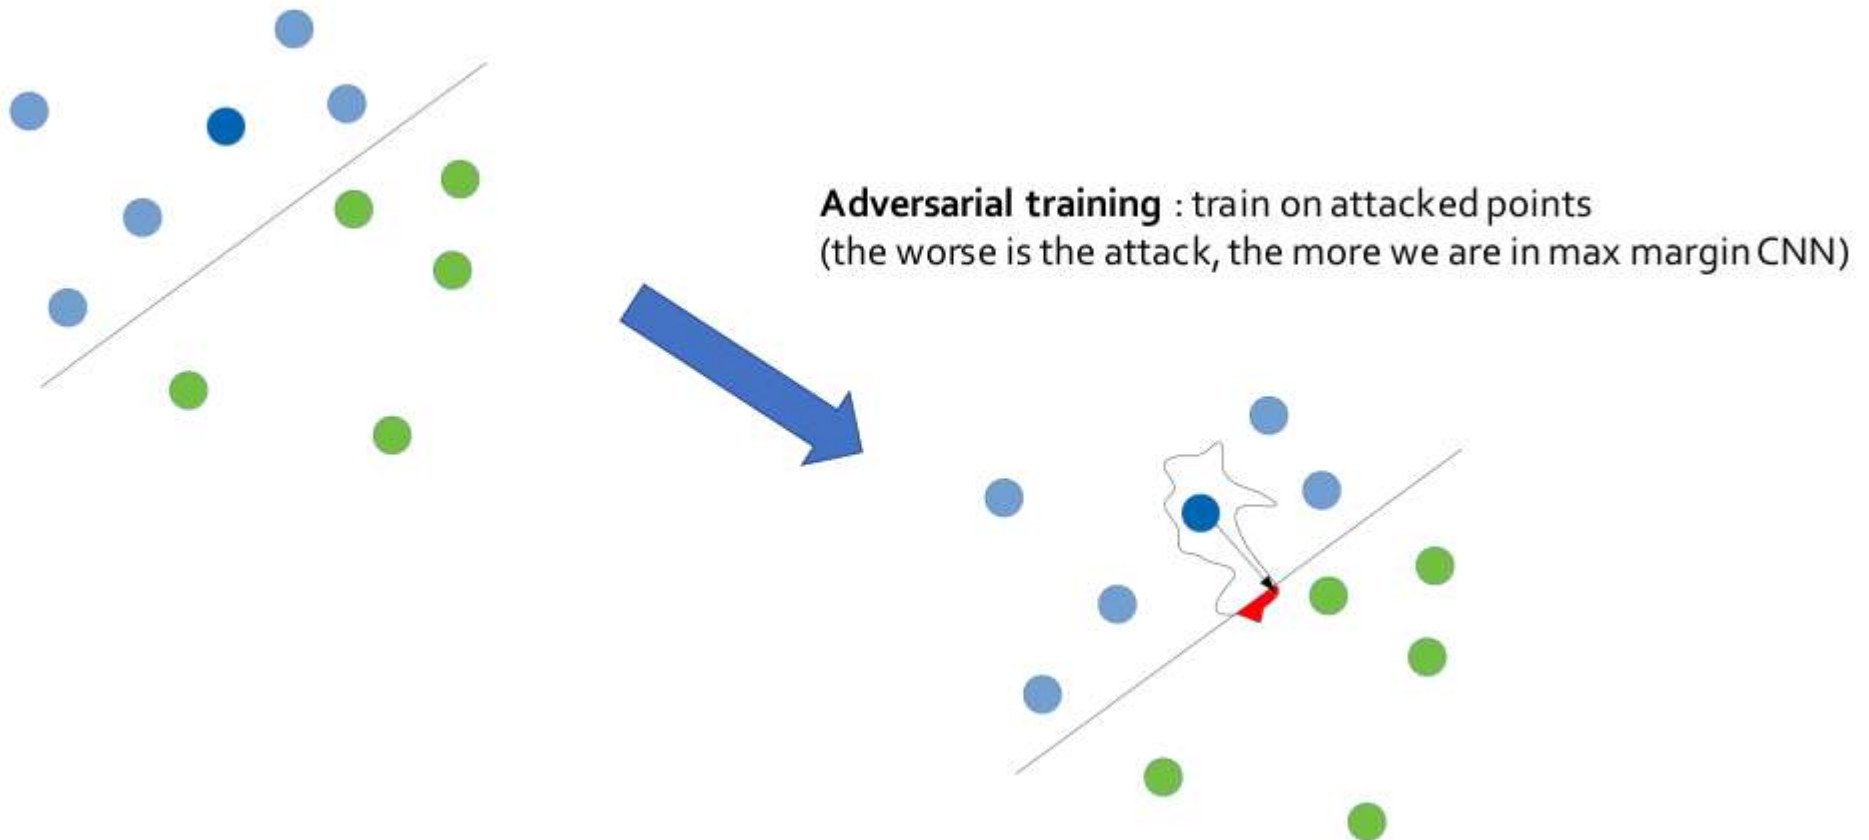 Adversarial training : train on attacked points
(the worse is the attack, the more we are in max margin CNN)